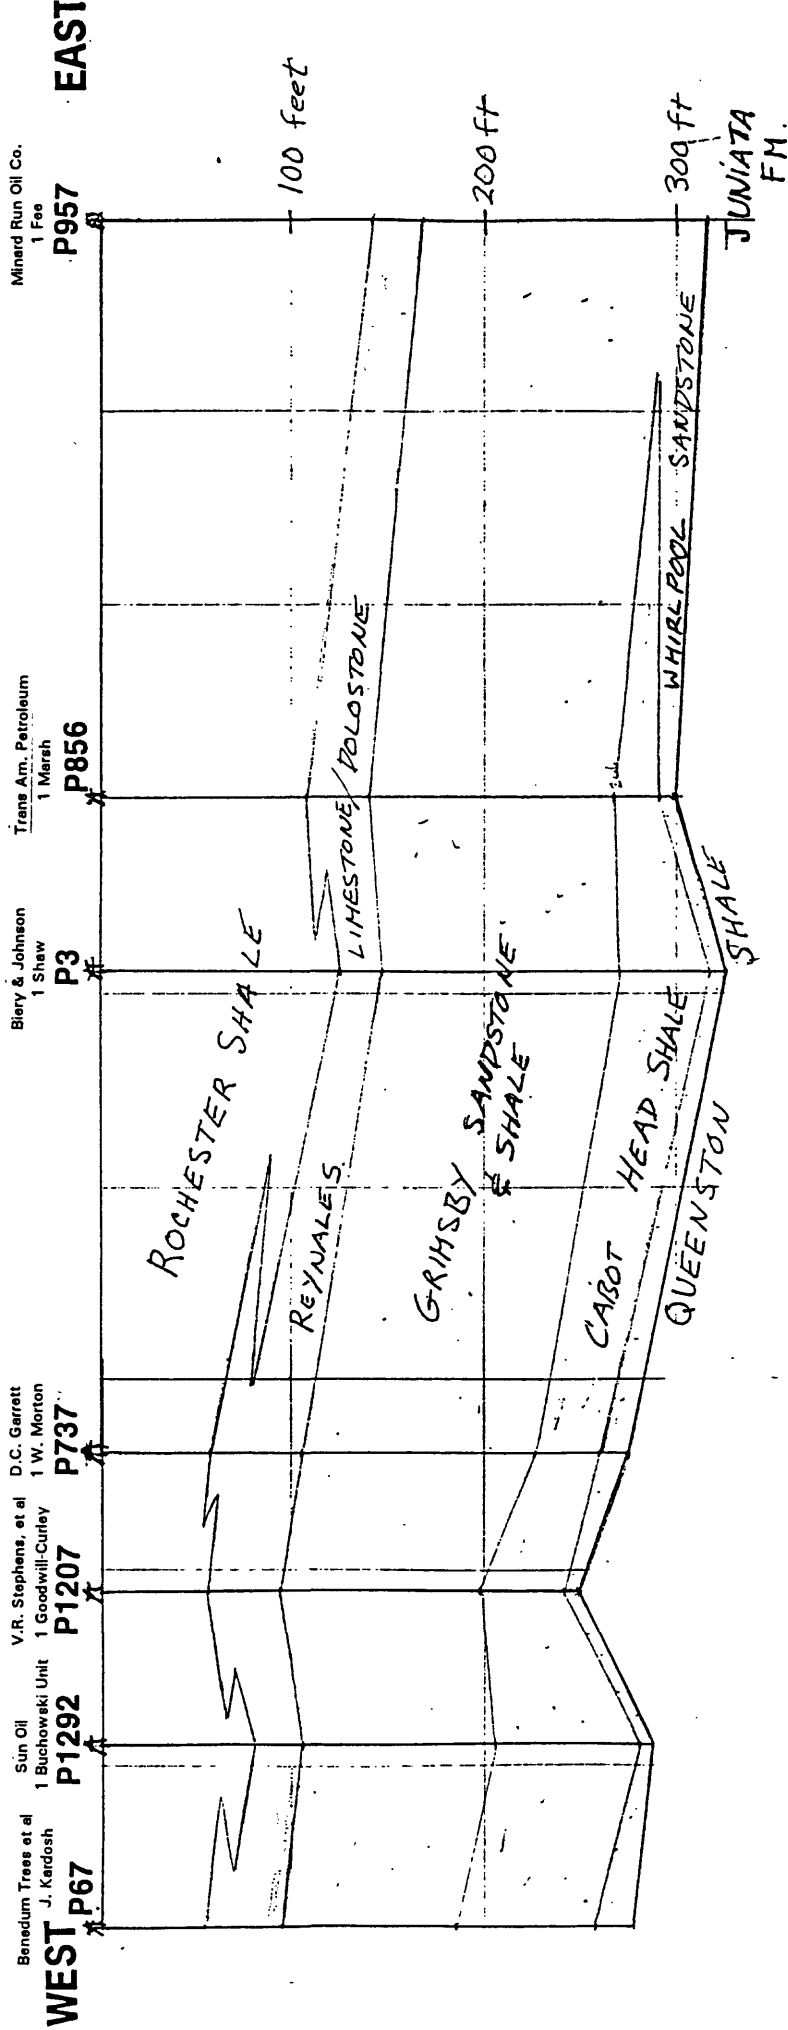 WEST
EAST
Benedum Trees et al
J. Kardosh
P67
Sun Oil
1 Buchowski Unit
P1292
V.R. Stephens, et al
1 Goodwill-Curley
P1207
D.C. Garrett
1 W. Morton
P737
Biery & Johnson
1 Shaw
P3
Trans Am. Petroleum
1 Marsh
P856
Minard Run Oil Co.
1 Fee
P957
100 feet
200 ft
300 ft
ROCHESTER SHALE
REYNALES
LIMESTONE/DOLOSTONE
GRIMSBY SANDSTONE
& SHALE
CABOT HEAD SHALE
WHIRLPOOL SANDSTONE
QUEENSTON SHALE
JUNIATA
FM.